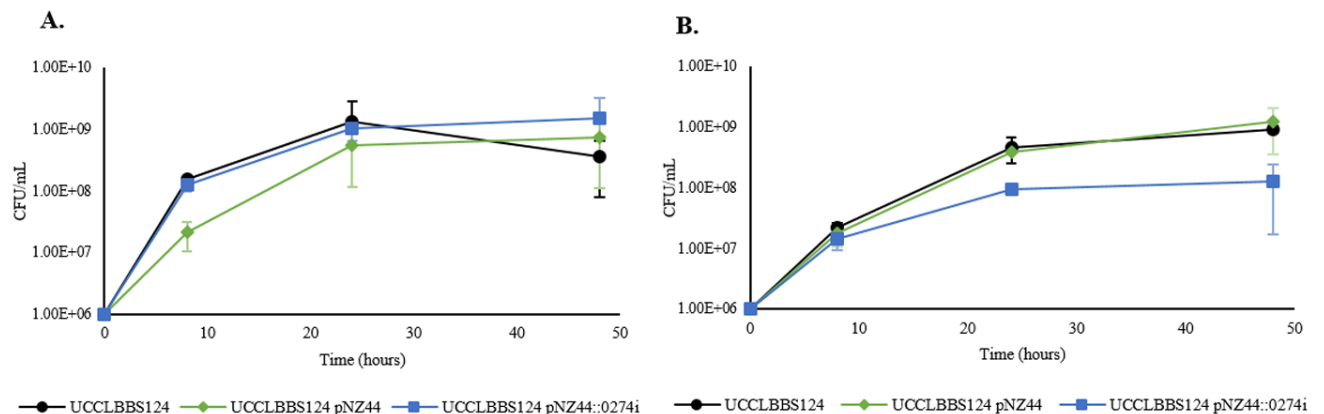 A.
1.00E+10
1.00E+09
1.00E+08
1.00E+07
1.00E+06
CFU/mL
0 10 20 30 40 50
Time (hours)
UCCLBBS124 UCCLBBS124 pNZ44 UCCLBBS124 pNZ44::0274i
B.
1.00E+10
1.00E+09
1.00E+08
1.00E+07
1.00E+06
CFU/mL
0 10 20 30 40 50
Time (hours)
UCCLBBS124 UCCLBBS124 pNZ44 UCCLBBS124 pNZ44::0274i